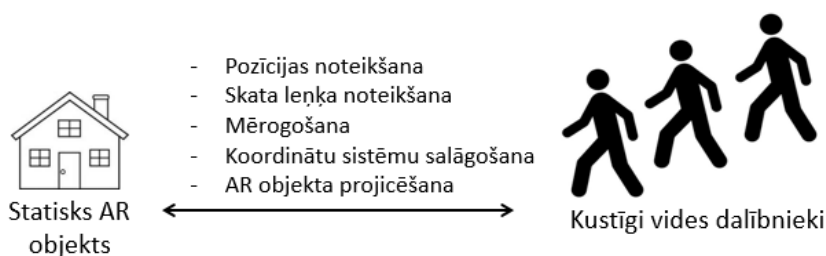 - Pozīcijas noteikšana
- Skata leņķa noteikšana
- Mērogošana
- Koordinātu sistēmu salāgošana
- AR objekta projicēšana
Statisks AR
objekts
Kustīgi vides dalībnieki